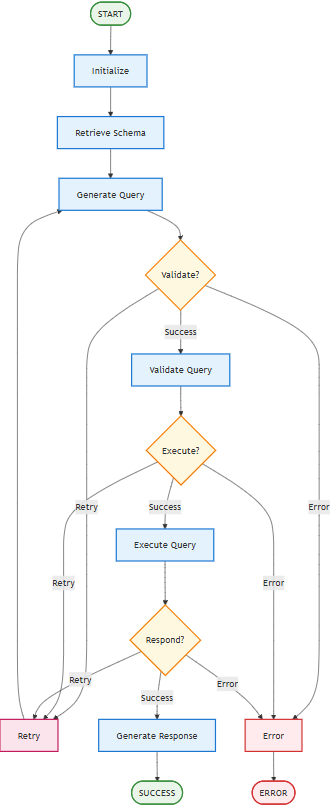 START
Initialize
Retrieve Schema
Generate Query
Validate?
Success
Validate Query
Execute?
Retry
Success
Error
Execute Query
Retry
Error
Respond?
Retry
Error
Success
Retry
Generate Response
Error
SUCCESS
ERROR